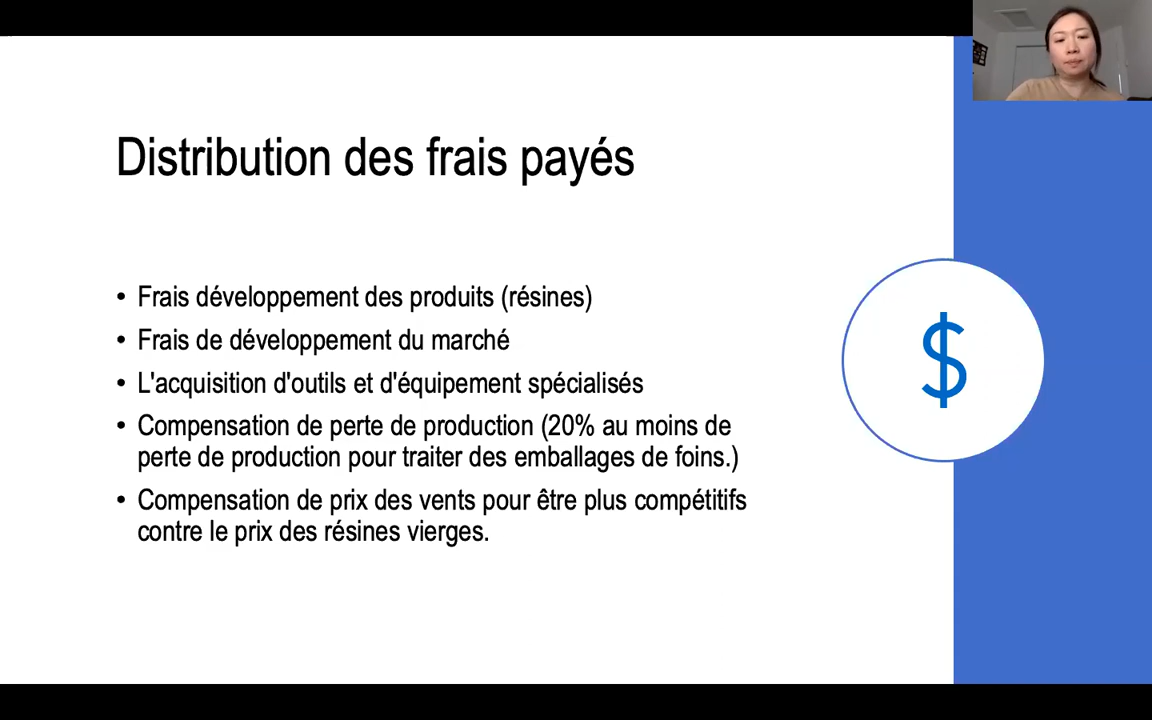 Distribution des frais payés
• Frais développement des produits (résines)
• Frais de développement du marché
• L'acquisition d'outils et d'équipement spécialisés
• Compensation de perte de production (20% au moins de
perte de production pour traiter des emballages de foins.)
• Compensation de prix des vents pour être plus compétitifs
contre le prix des résines vierges.
$